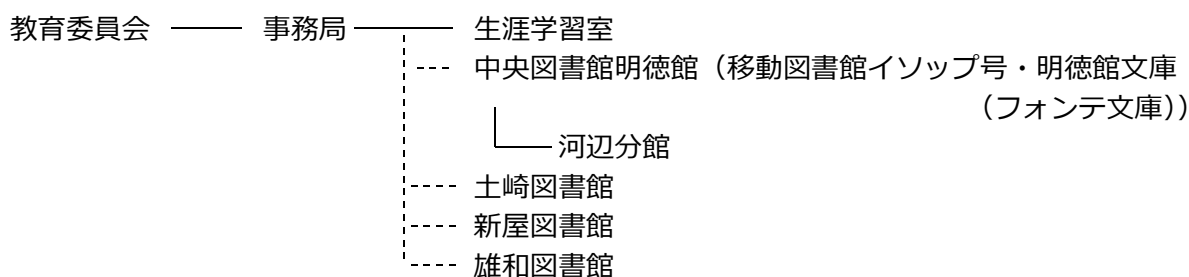 教育委員会 事務局 生涯学習室
中央図書館明徳館（移動図書館イソップ号・明徳館文庫
（フォンテ文庫））
河辺分館
土崎図書館
新屋図書館
雄和図書館